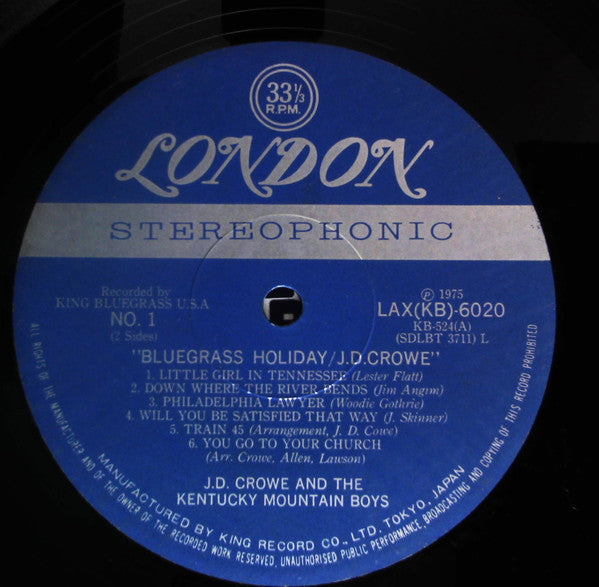 33 1/3
R.P.M.
LONDON
STEREOPHONIC
Recorded by
KING BLUEGRASS U.S.A
NO. 1
(2 Sides)
℗ 1975
LAX(KB)-6020
KB-524(A)
(SDLBT 3711) L
"BLUEGRASS HOLIDAY/J.D.CROWE"
1. LITTLE GIRL IN TENNESSEE (Lester Flatt)
2. DOWN WHERE THE RIVER BENDS (Jim Angim)
3. PHILADELPHIA LAWYER (Woodie Gothrie)
4. WILL YOU BE SATISFIED THAT WAY (J. Skinner)
5. TRAIN 45 (Arrangement, J. D. Cowe)
6. YOU GO TO YOUR CHURCH
(Arr. Crowe, Allen, Lawson)
J.D. CROWE AND THE
KENTUCKY MOUNTAIN BOYS
MANUFACTURED BY KING RECORD CO., LTD. TOKYO, JAPAN
ALL RIGHTS OF THE MANUFACTURER AND OF THE OWNER OF THE RECORDED WORK RESERVED, UNAUTHORISED PUBLIC PERFORMANCE, BROADCASTING AND COPYING OF THIS RECORD PROHIBITED